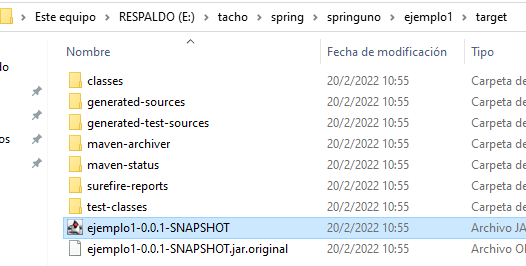 Este equipo > RESPALDO (E:) > tacho > spring > springuno > ejemplo1 > target
Nombre Fecha de modificación Tipo
lo
classes 20/2/2022 10:55 Carpeta de
generated-sources 20/2/2022 10:55 Carpeta de
generated-test-sources 20/2/2022 10:55 Carpeta de
os
maven-archiver 20/2/2022 10:55 Carpeta de
maven-status 20/2/2022 10:55 Carpeta de
surefire-reports 20/2/2022 10:55 Carpeta de
test-classes 20/2/2022 10:55 Carpeta de
ejemplo1-0.0.1-SNAPSHOT 20/2/2022 10:55 Archivo JA
ejemplo1-0.0.1-SNAPSHOT.jar.original 20/2/2022 10:55 Archivo OI